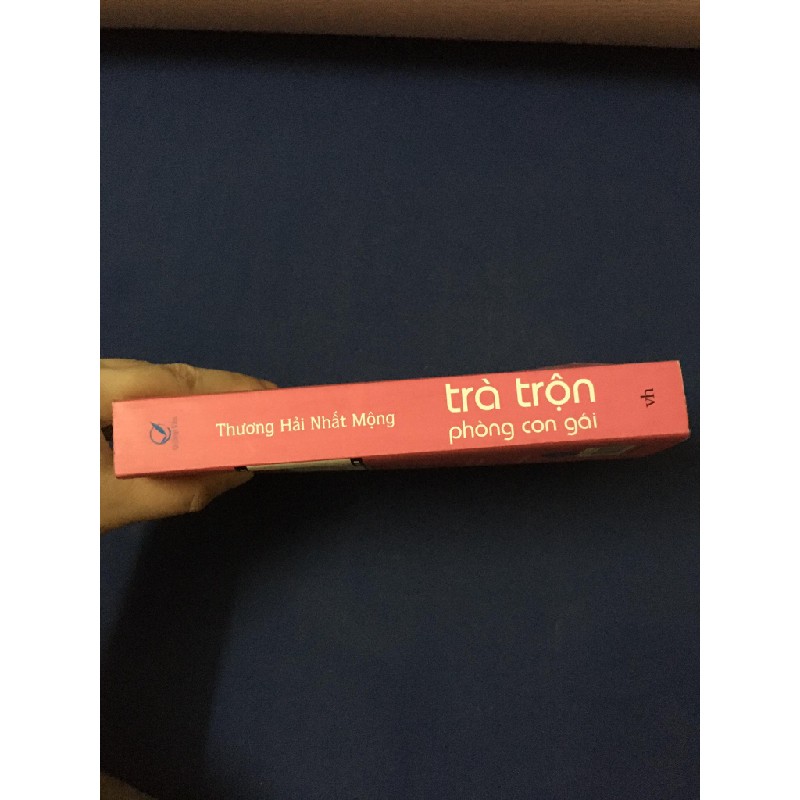 Thương Hải Nhất Mộng
trà trộn
phòng con gái
vh